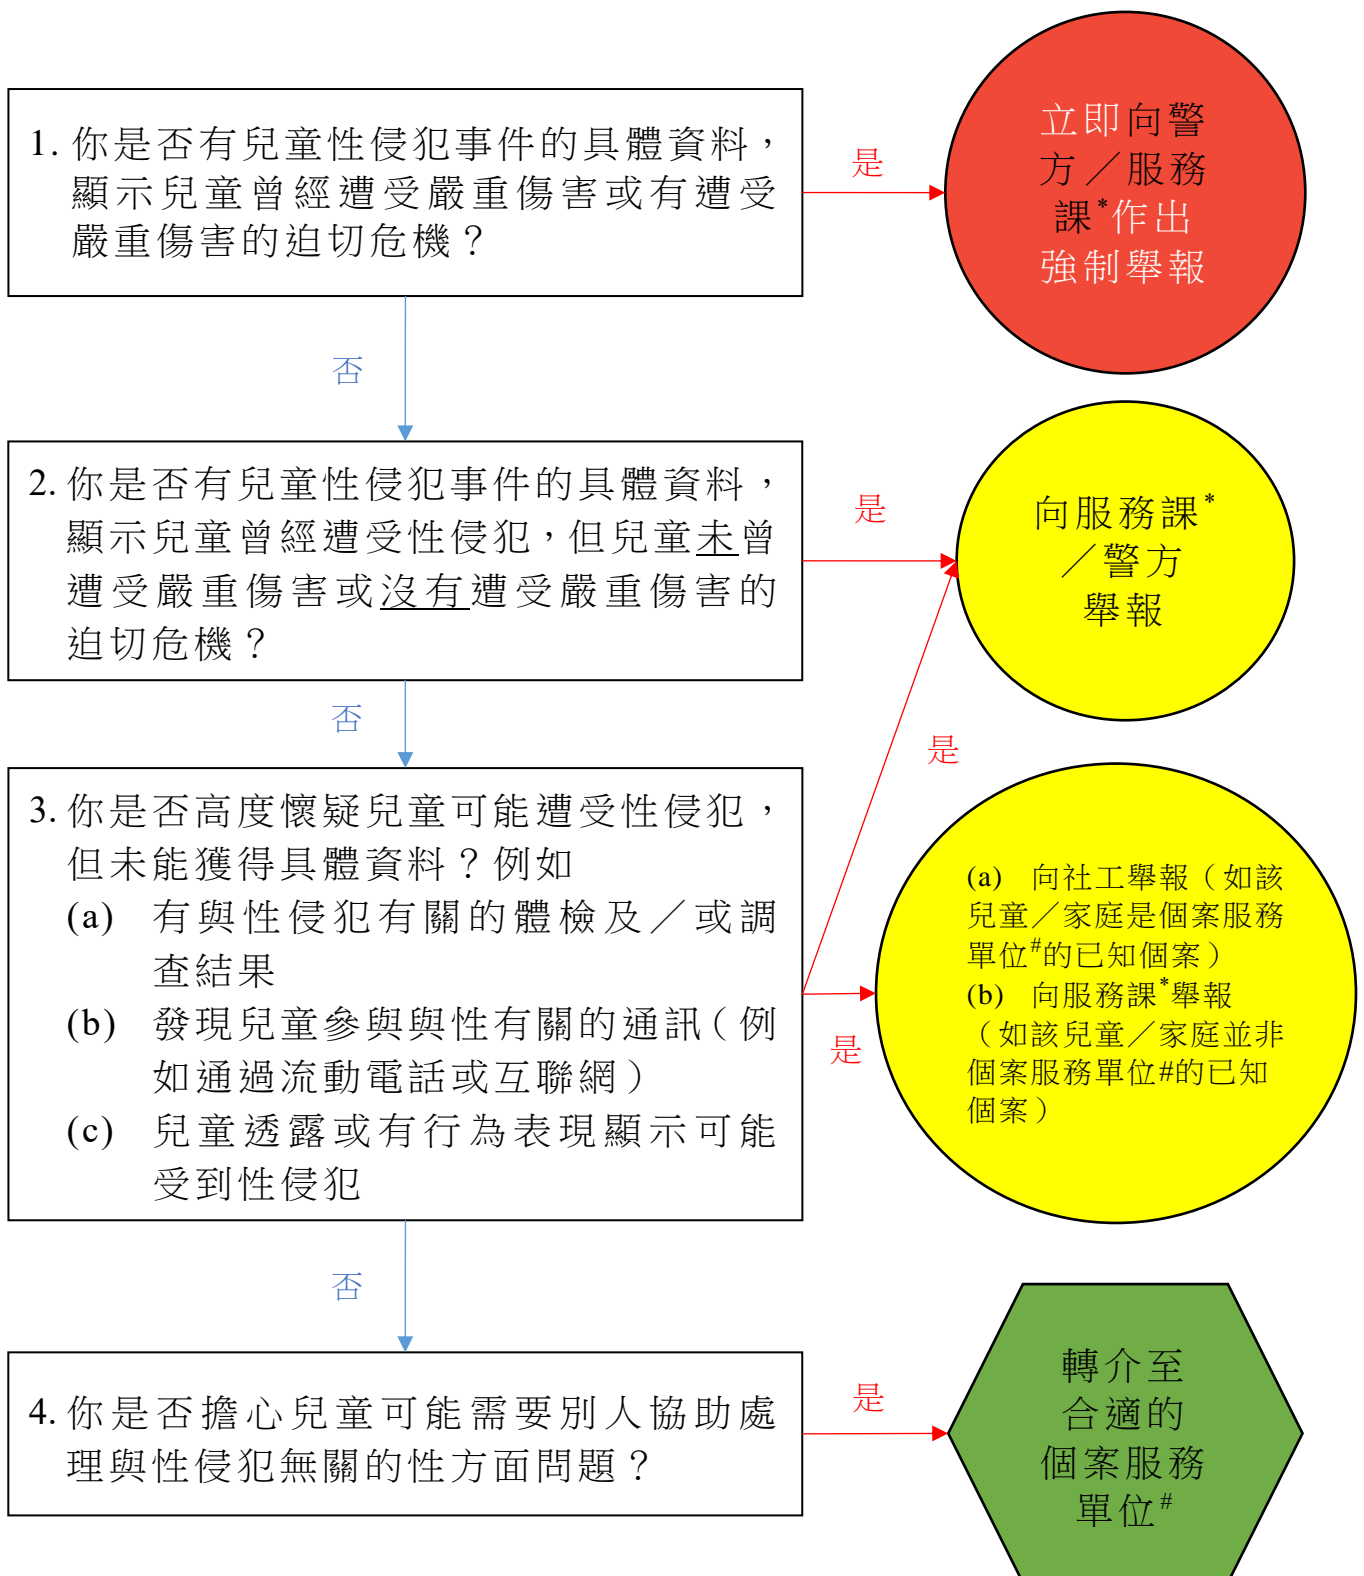 1. 你是否有兒童性侵犯事件的具體資料，
顯示兒童曾經遭受嚴重傷害或有遭受
嚴重傷害的迫切危機？
是
立即向警
方／服務
課*作出
強制舉報
否
2. 你是否有兒童性侵犯事件的具體資料，
顯示兒童曾經遭受性侵犯，但兒童未曾
遭受嚴重傷害或沒有遭受嚴重傷害的
迫切危機？
是
向服務課*
／警方
舉報
否
是
3. 你是否高度懷疑兒童可能遭受性侵犯，
但未能獲得具體資料？例如
(a) 有與性侵犯有關的體檢及／或調
查結果
(b) 發現兒童參與與性有關的通訊（例
如通過流動電話或互聯網）
(c) 兒童透露或有行為表現顯示可能
受到性侵犯
是
(a) 向社工舉報（如該
兒童／家庭是個案服務
單位#的已知個案）
(b) 向服務課*舉報
（如該兒童／家庭並非
個案服務單位#的已知
個案）
否
4. 你是否擔心兒童可能需要別人協助處
理與性侵犯無關的性方面問題？
是
轉介至
合適的
個案服務
單位#